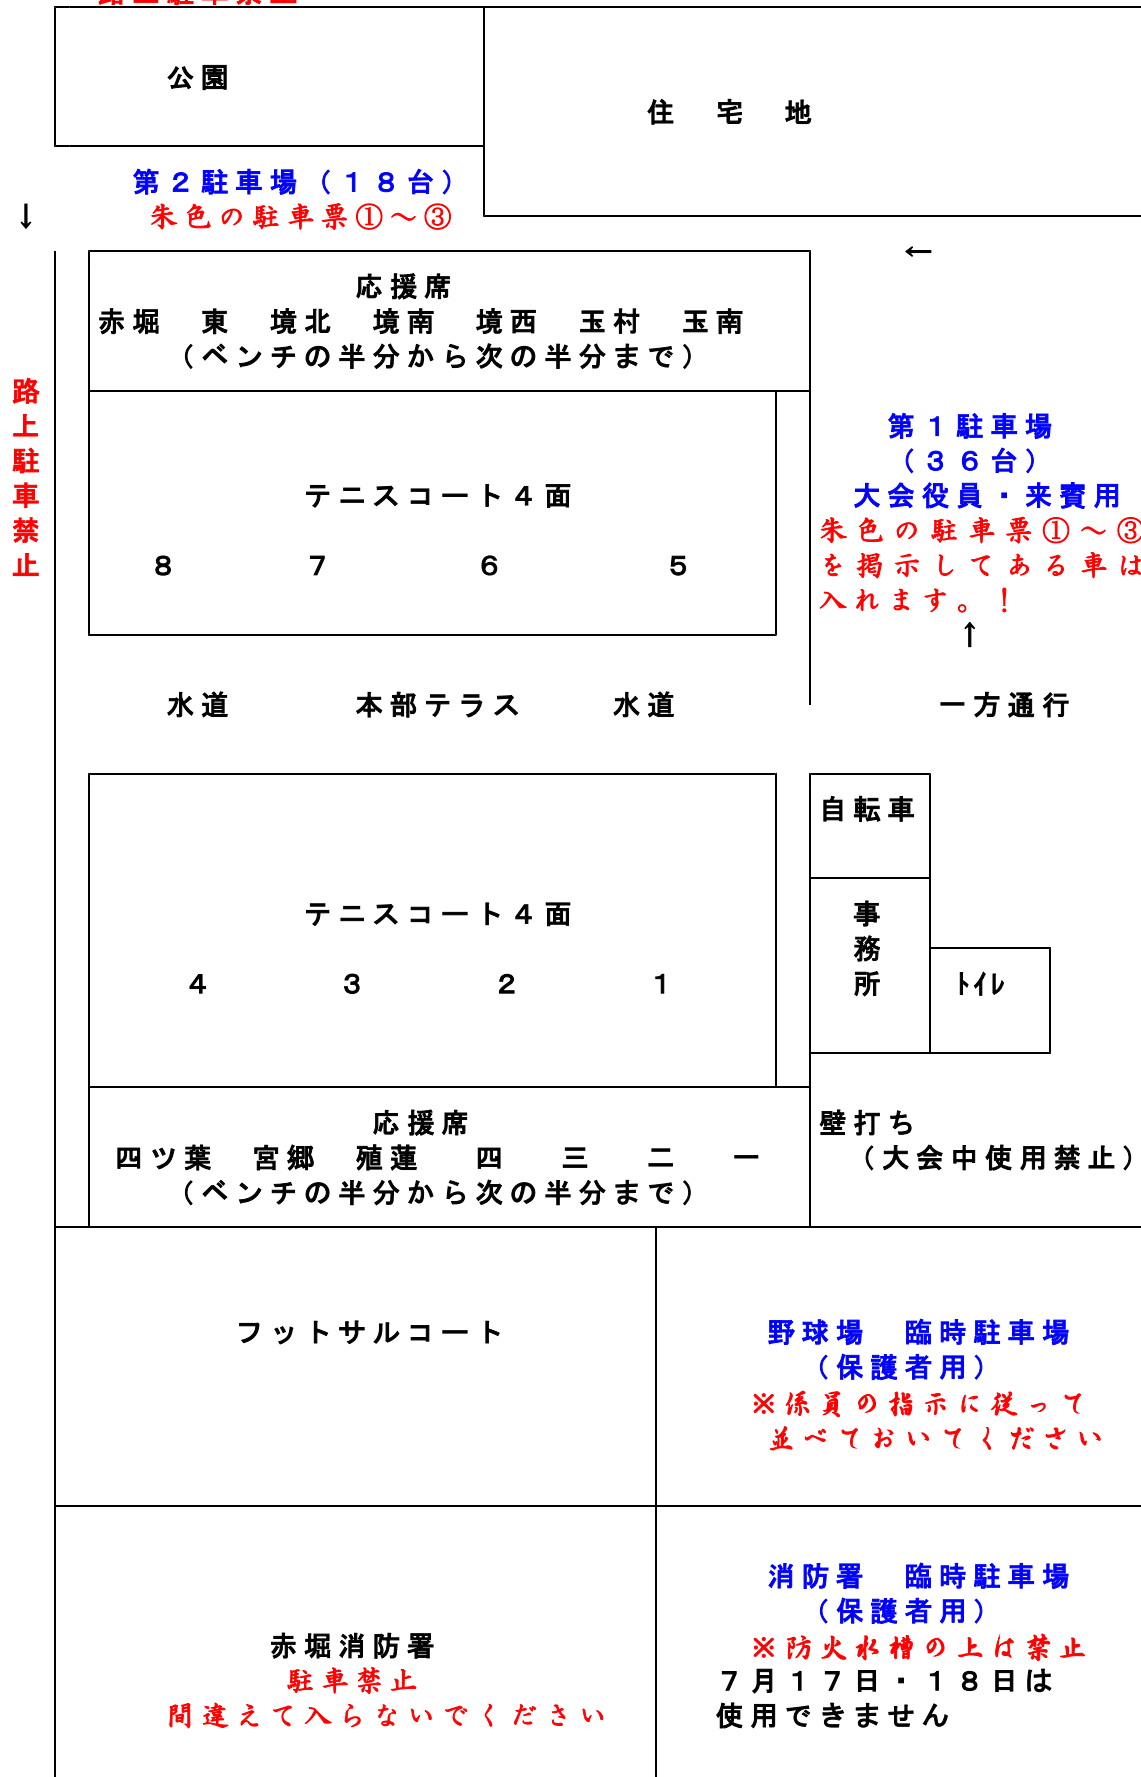 公園
住　宅　地
第２駐車場（１８台）
朱色の駐車票①～③
↓
←
応援席
赤堀　東　境北　境南　境西　玉村　玉南
（ベンチの半分から次の半分まで）
路上駐車禁止
テニスコート４面
８　７　６　５
第１駐車場
（３６台）
大会役員・来賓用
朱色の駐車票①～③
を掲示してある車は
入れます。！
↑
水道　本部テラス　水道　一方通行
自転車
テニスコート４面
４　３　２　１
事務所
ﾄｲﾚ
応援席
四ツ葉　宮郷　殖蓮　四　三　二　一
（ベンチの半分から次の半分まで）
壁打ち
（大会中使用禁止）
フットサルコート
野球場　臨時駐車場
（保護者用）
※係員の指示に従って
並べておいてください
赤堀消防署
駐車禁止
間違えて入らないでください
消防署　臨時駐車場
（保護者用）
※防火水槽の上は禁止
７月１７日・１８日は
使用できません